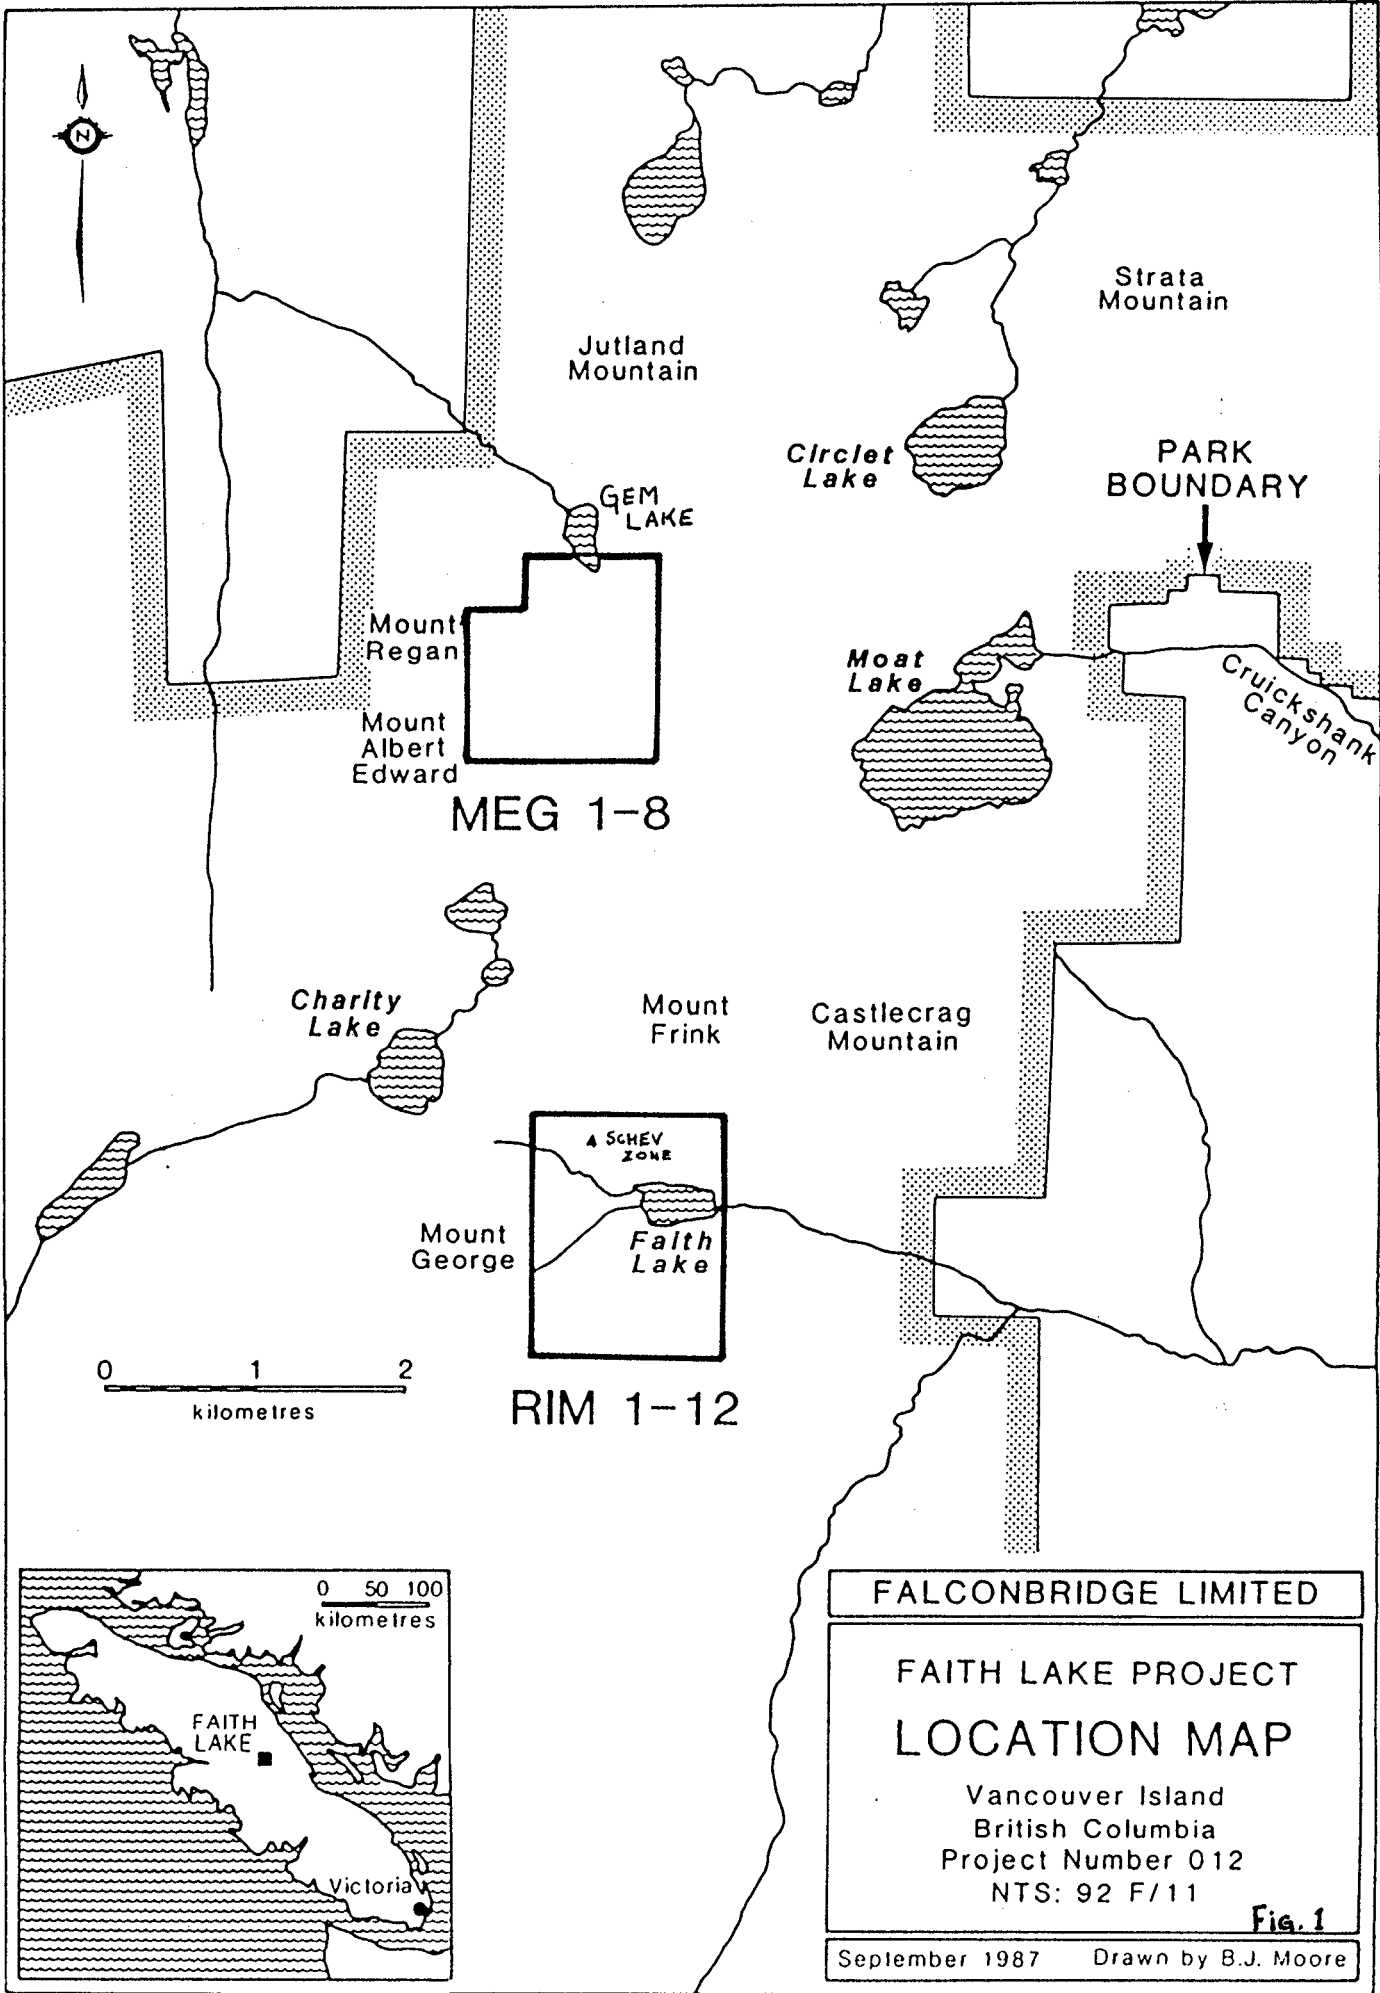 N
Strata
Mountain
Jutland
Mountain
Circlet
Lake
PARK
BOUNDARY
GEM
LAKE
Mount
Regan
Moat
Lake
Cruickshank
Canyon
Mount
Albert
Edward
MEG 1-8
Charity
Lake
Mount
Frink
Castlecrag
Mountain
SCHEV
ZONE
Mount
George
Faith
Lake
0 1 2
kilometres
RIM 1-12
0 50 100
kilometres
FAITH
LAKE
Victoria
FALCONBRIDGE LIMITED
FAITH LAKE PROJECT
LOCATION MAP
Vancouver Island
British Columbia
Project Number 012
NTS: 92 F/11
Fig. 1
September 1987 Drawn by B.J. Moore